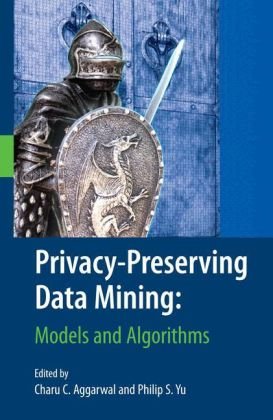 Privacy-Preserving
Data Mining:
Models and Algorithms
Edited by
Charu C. Aggarwal and Philip S. Yu